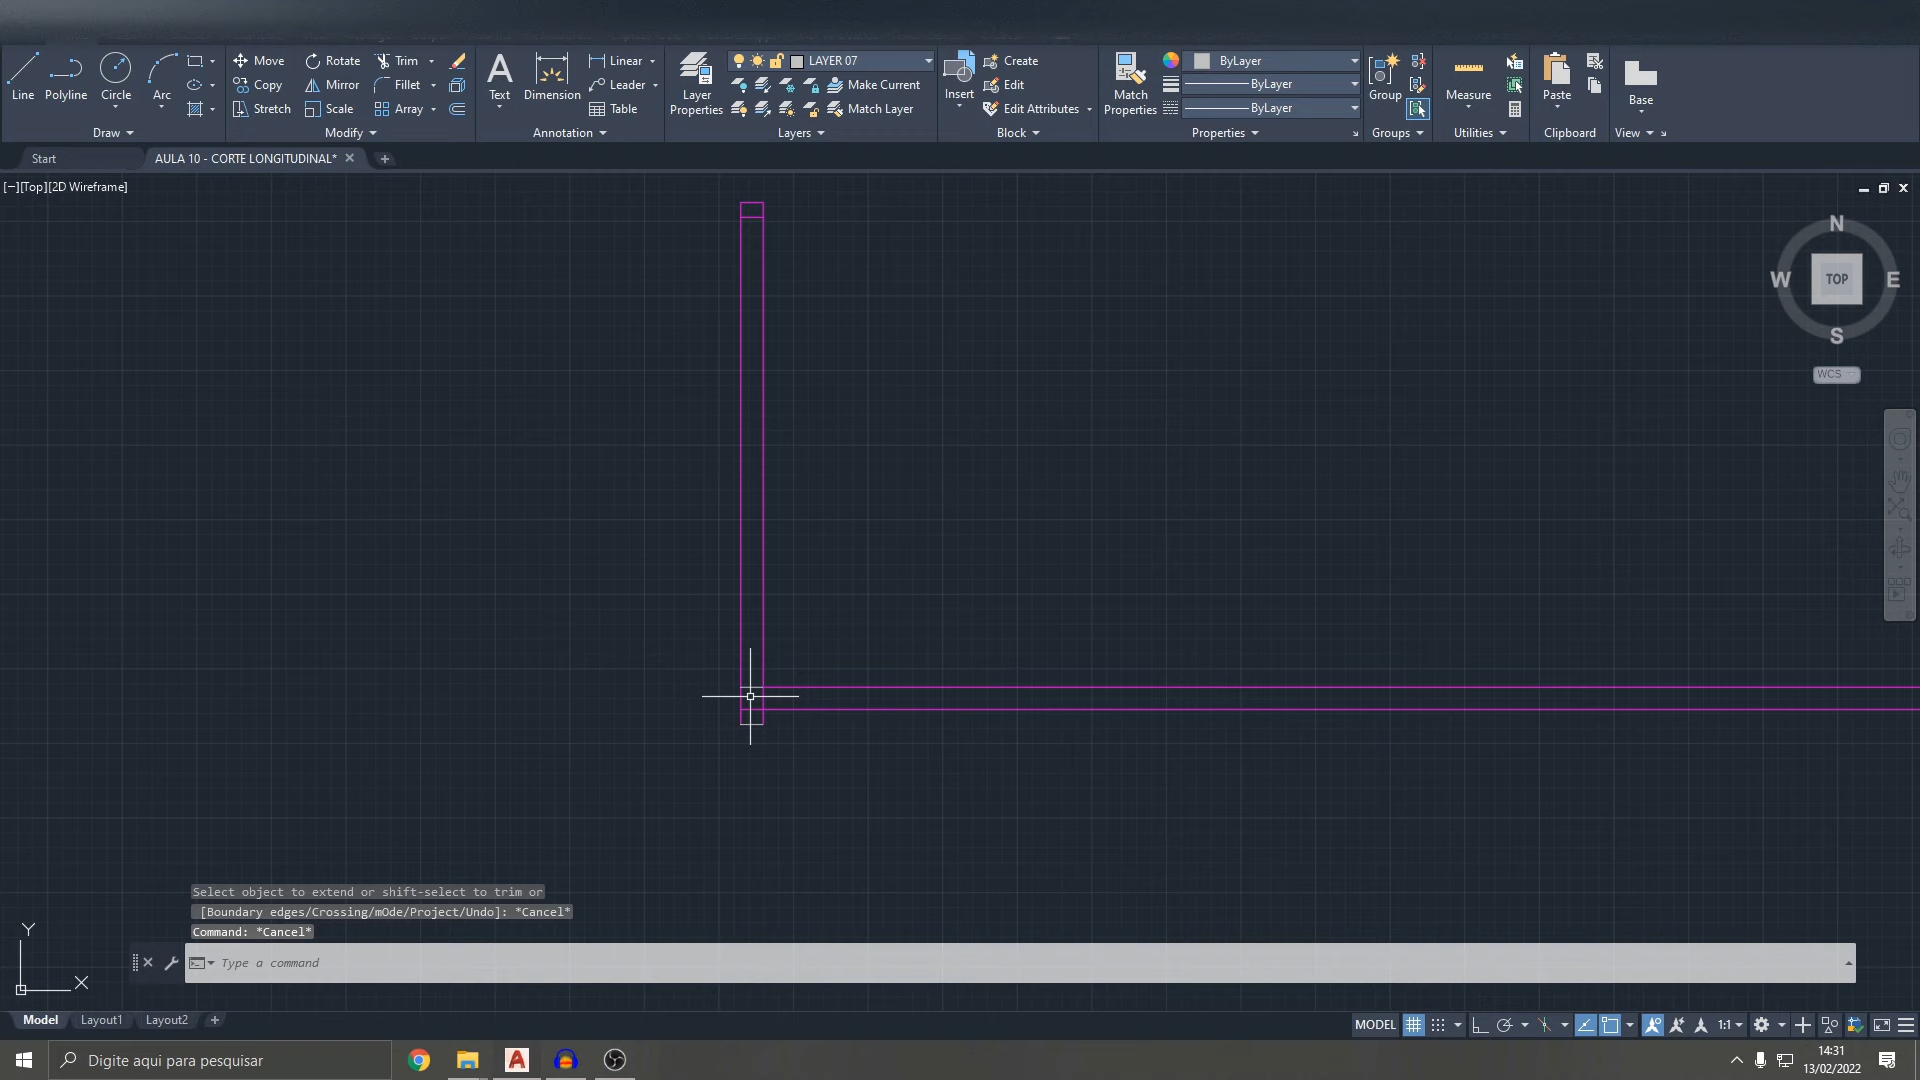 Line
Polyline
Circle
Arc
Move
Copy
Stretch
Rotate
Mirror
Scale
Trim
Fillet
Array
Text
Dimension
Linear
Leader
Table
Layer
Properties
LAYER 07
Make Current
Match Layer
Insert
Create
Edit
Edit Attributes
Match
Properties
ByLayer
ByLayer
ByLayer
Group
Measure
Paste
Base
Draw
Modify
Annotation
Layers
Block
Properties
Groups
Utilities
Clipboard
View
Start
AULA 10 - CORTE LONGITUDINAL*
[−][Top][2D Wireframe]
N
W
TOP
E
S
WCS
Select object to extend or shift-select to trim or
[Boundary edges/Crossing/mOde/Project/Undo]: *Cancel*
Command: *Cancel*
Type a command
Y
X
Model
Layout1
Layout2
MODEL
1:1
Digite aqui para pesquisar
14:31
13/02/2022